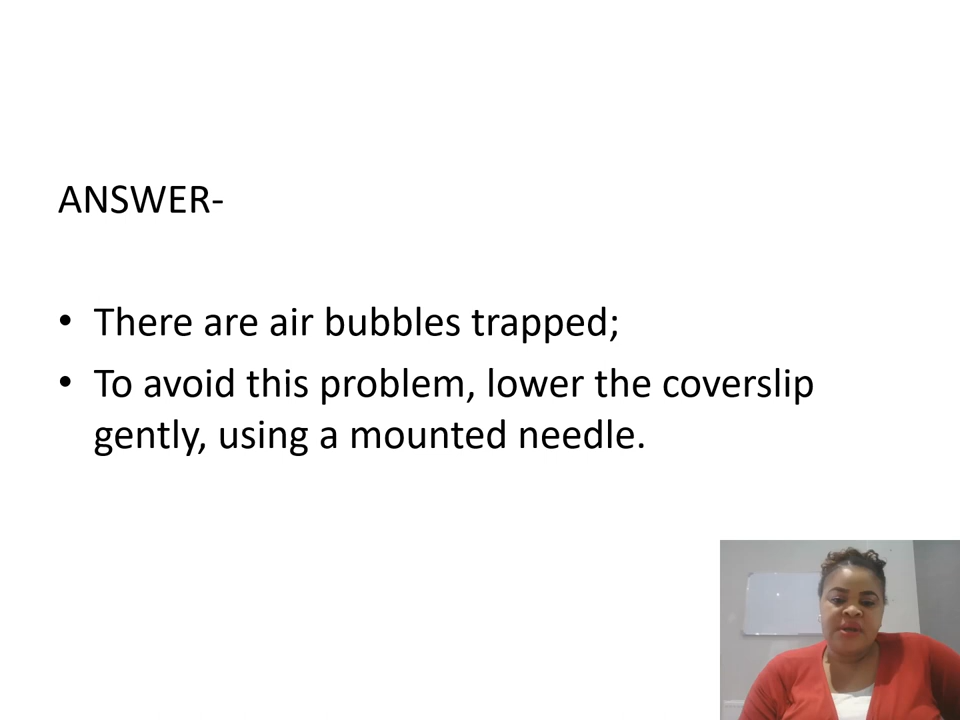 ANSWER-
• There are air bubbles trapped;
• To avoid this problem, lower the coverslip
gently, using a mounted needle.